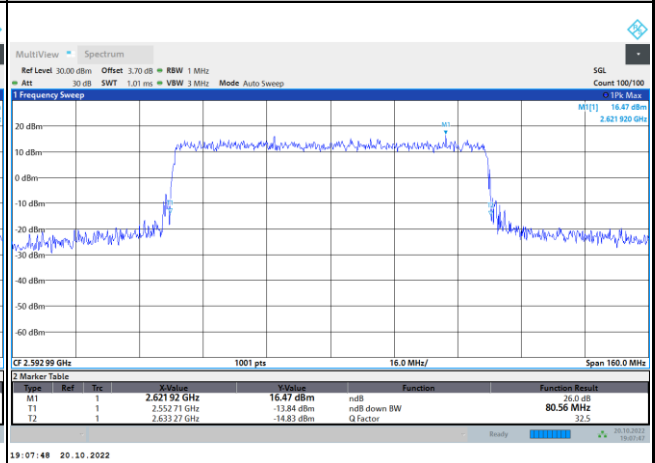 MultiView Spectrum
Ref Level 30.00 dBm Offset 3.70 dB RBW 1 MHz SGL
Att 30 dB SWT 1.01 ms VBW 3 MHz Mode Auto Sweep Count 100/100
1 Frequency Sweep 1Pk Max
M1[1] 16.47 dBm
2.621 920 GHz
M1
20 dBm
10 dBm
0 dBm
-10 dBm
-20 dBm
-30 dBm
-40 dBm
-50 dBm
-60 dBm
CF 2.592 99 GHz 1001 pts 16.0 MHz/ Span 160.0 MHz
2 Marker Table
Type Ref Trc X-Value Y-Value Function Function Result
M1 1 2.621 92 GHz 16.47 dBm ndB 26.0 dB
T1 1 2.552 71 GHz -13.84 dBm ndB down BW 80.56 MHz
T2 1 2.633 27 GHz -14.83 dBm Q Factor 32.5
Ready 20.10.2022
19:07:47
19:07:48 20.10.2022